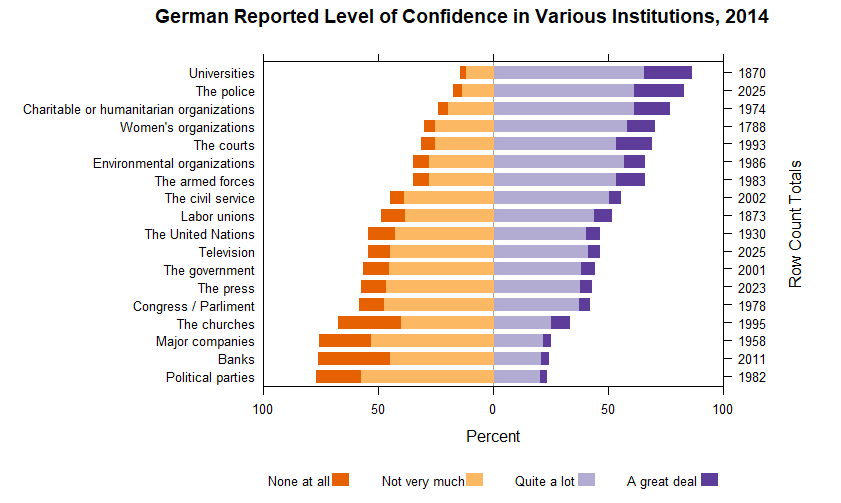 German Reported Level of Confidence in Various Institutions, 2014
Universities 1870
The police 2025
Charitable or humanitarian organizations 1974
Women's organizations 1788
The courts 1993
Environmental organizations 1986
The armed forces 1983
The civil service 2002
Labor unions 1873
The United Nations 1930
Television 2025
The government 2001
The press 2023
Congress / Parliment 1978
The churches 1995
Major companies 1958
Banks 2011
Political parties 1982
Row Count Totals
100 50 0 50 100
Percent
None at all Not very much Quite a lot A great deal